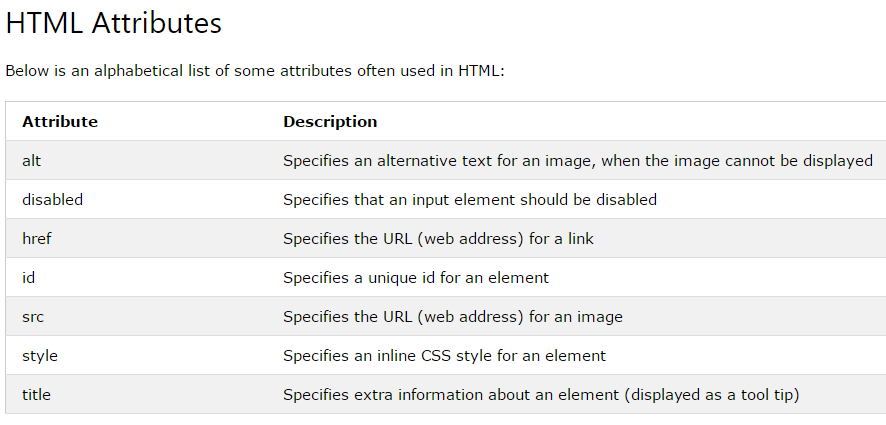 HTML Attributes
Below is an alphabetical list of some attributes often used in HTML:
Attribute Description
alt Specifies an alternative text for an image, when the image cannot be displayed
disabled Specifies that an input element should be disabled
href Specifies the URL (web address) for a link
id Specifies a unique id for an element
src Specifies the URL (web address) for an image
style Specifies an inline CSS style for an element
title Specifies extra information about an element (displayed as a tool tip)